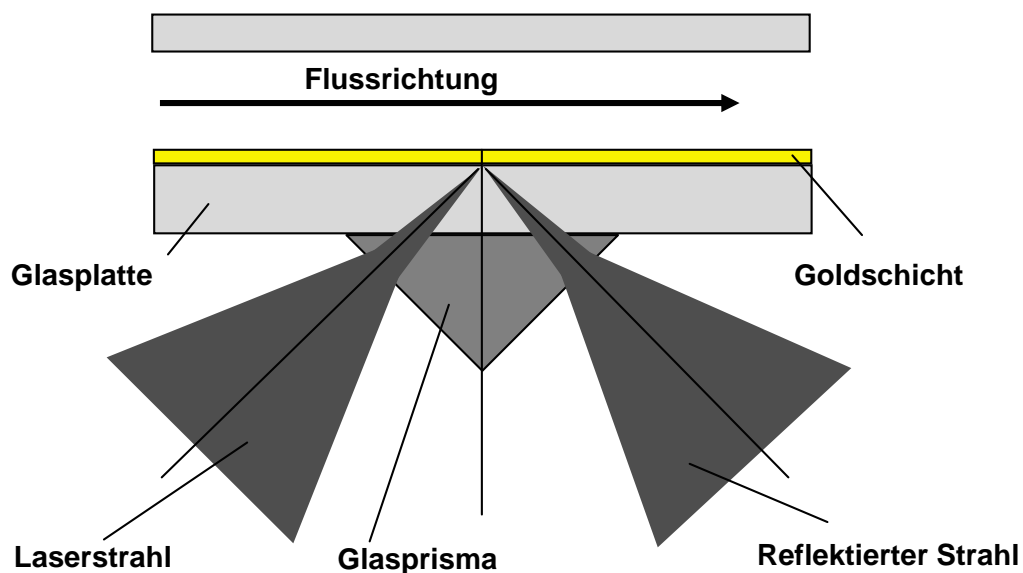 Flussrichtung
Glasplatte
Goldschicht
Laserstrahl
Glasprisma
Reflektierter Strahl